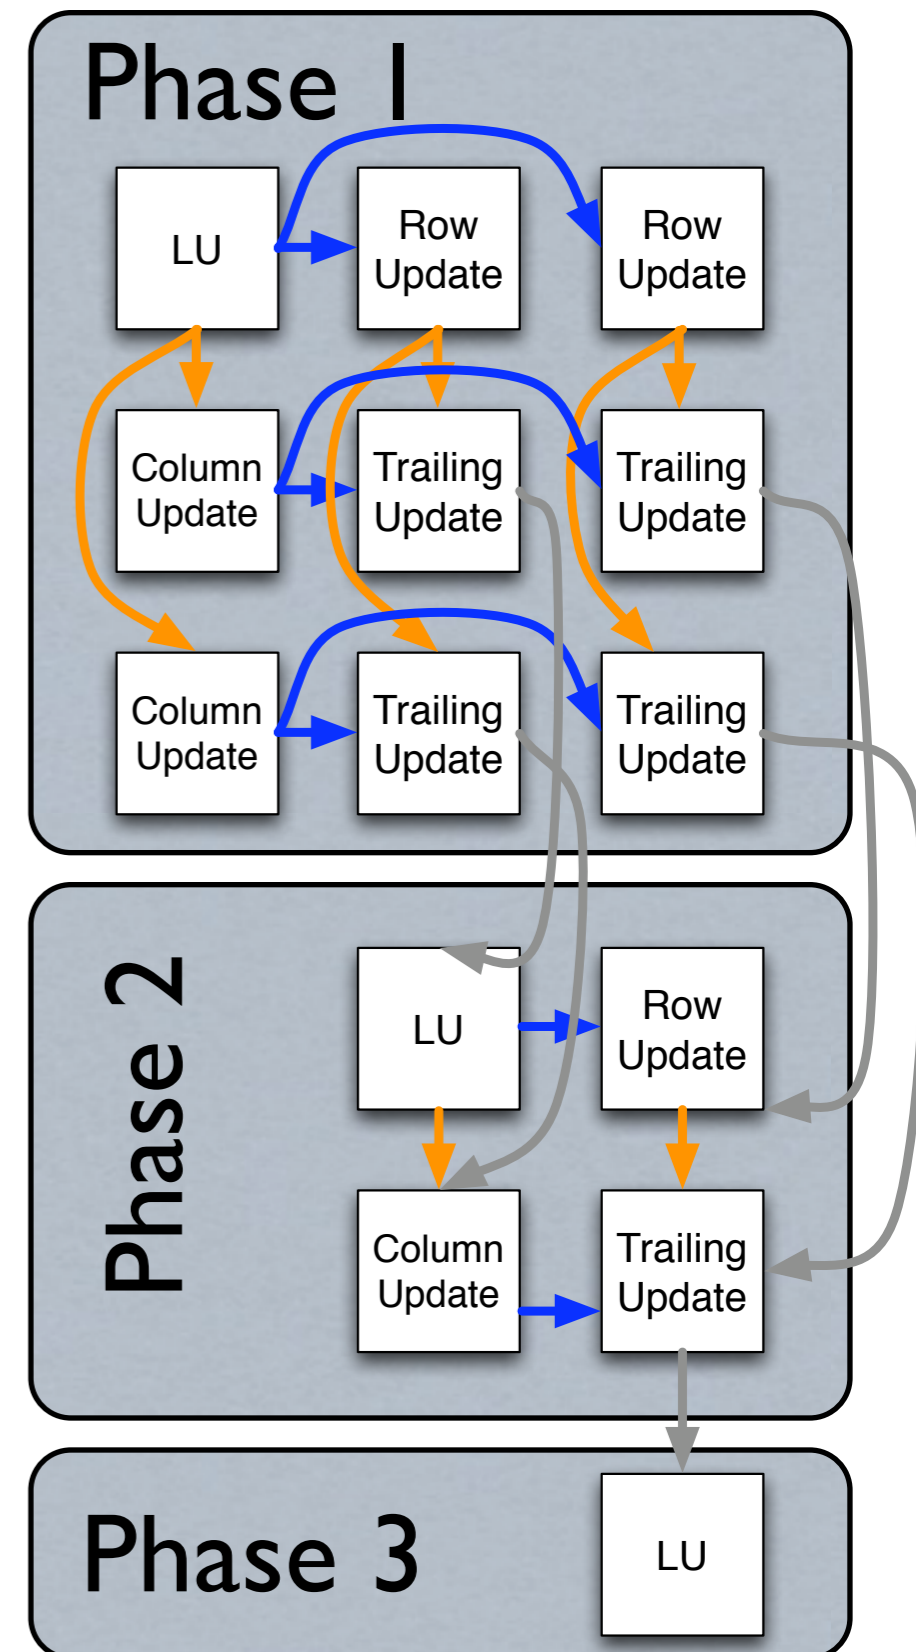 Phase 1
LU
Row
Update
Row
Update
Column
Update
Trailing
Update
Trailing
Update
Column
Update
Trailing
Update
Trailing
Update
Phase 2
LU
Row
Update
Column
Update
Trailing
Update
Phase 3
LU